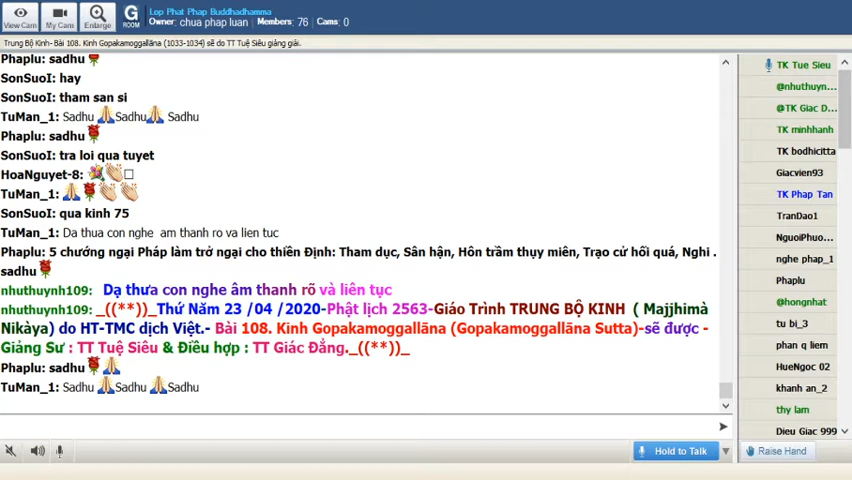 Lop Phat Phap Buddhadhamma
Owner: chua phap luan Members: 76 Cams: 0
View Cam My Cams Enlarge G ROOM
Trung Bộ Kinh- Bài 108. Kinh Gopakamoggallāna (1033-1034) sẽ do TT Tuệ Siêu giảng giải.
Phaplu: sadhu
SonSuoI: hay
SonSuoI: tham san si
TuMan_1: Sadhu Sadhu Sadhu
Phaplu: sadhu
SonSuoI: tra loi qua tuyet
HoaNguyet-8:
TuMan_1:
SonSuoI: qua kinh 75
TuMan_1: Da thua con nghe am thanh ro va lien tuc
Phaplu: 5 chướng ngại Pháp làm trở ngại cho thiền Định: Tham dục, Sân hận, Hôn trầm thụy miên, Trạo cử hối quá, Nghi .
sadhu
nhuthuynh109: Dạ thưa con nghe âm thanh rõ và liên tục
nhuthuynh109: _((**))_Thứ Năm 23 /04 /2020-Phật lịch 2563-Giáo Trình TRUNG BỘ KINH ( Majjhimà
Nikàya) do HT-TMC dịch Việt.- Bài 108. Kinh Gopakamoggallāna (Gopakamoggallāna Sutta)-sẽ được -
Giảng Sư : TT Tuệ Siêu & Điều hợp : TT Giác Đẳng._((**))_
Phaplu: sadhu
TuMan_1: Sadhu Sadhu Sadhu
TK Tue Sieu
@nhuthuyn...
@TK Giac D...
TK minhhanh
TK bodhicitta
Giacvien93
TK Phap Tan
TranDao1
NguoiPhuo...
nghe phap_1
Phaplu
@hongnhat
tu bi_3
phan q liem
HueNgoc 02
khanh an_2
thy lam
Dieu Giac 999
Hold to Talk
Raise Hand